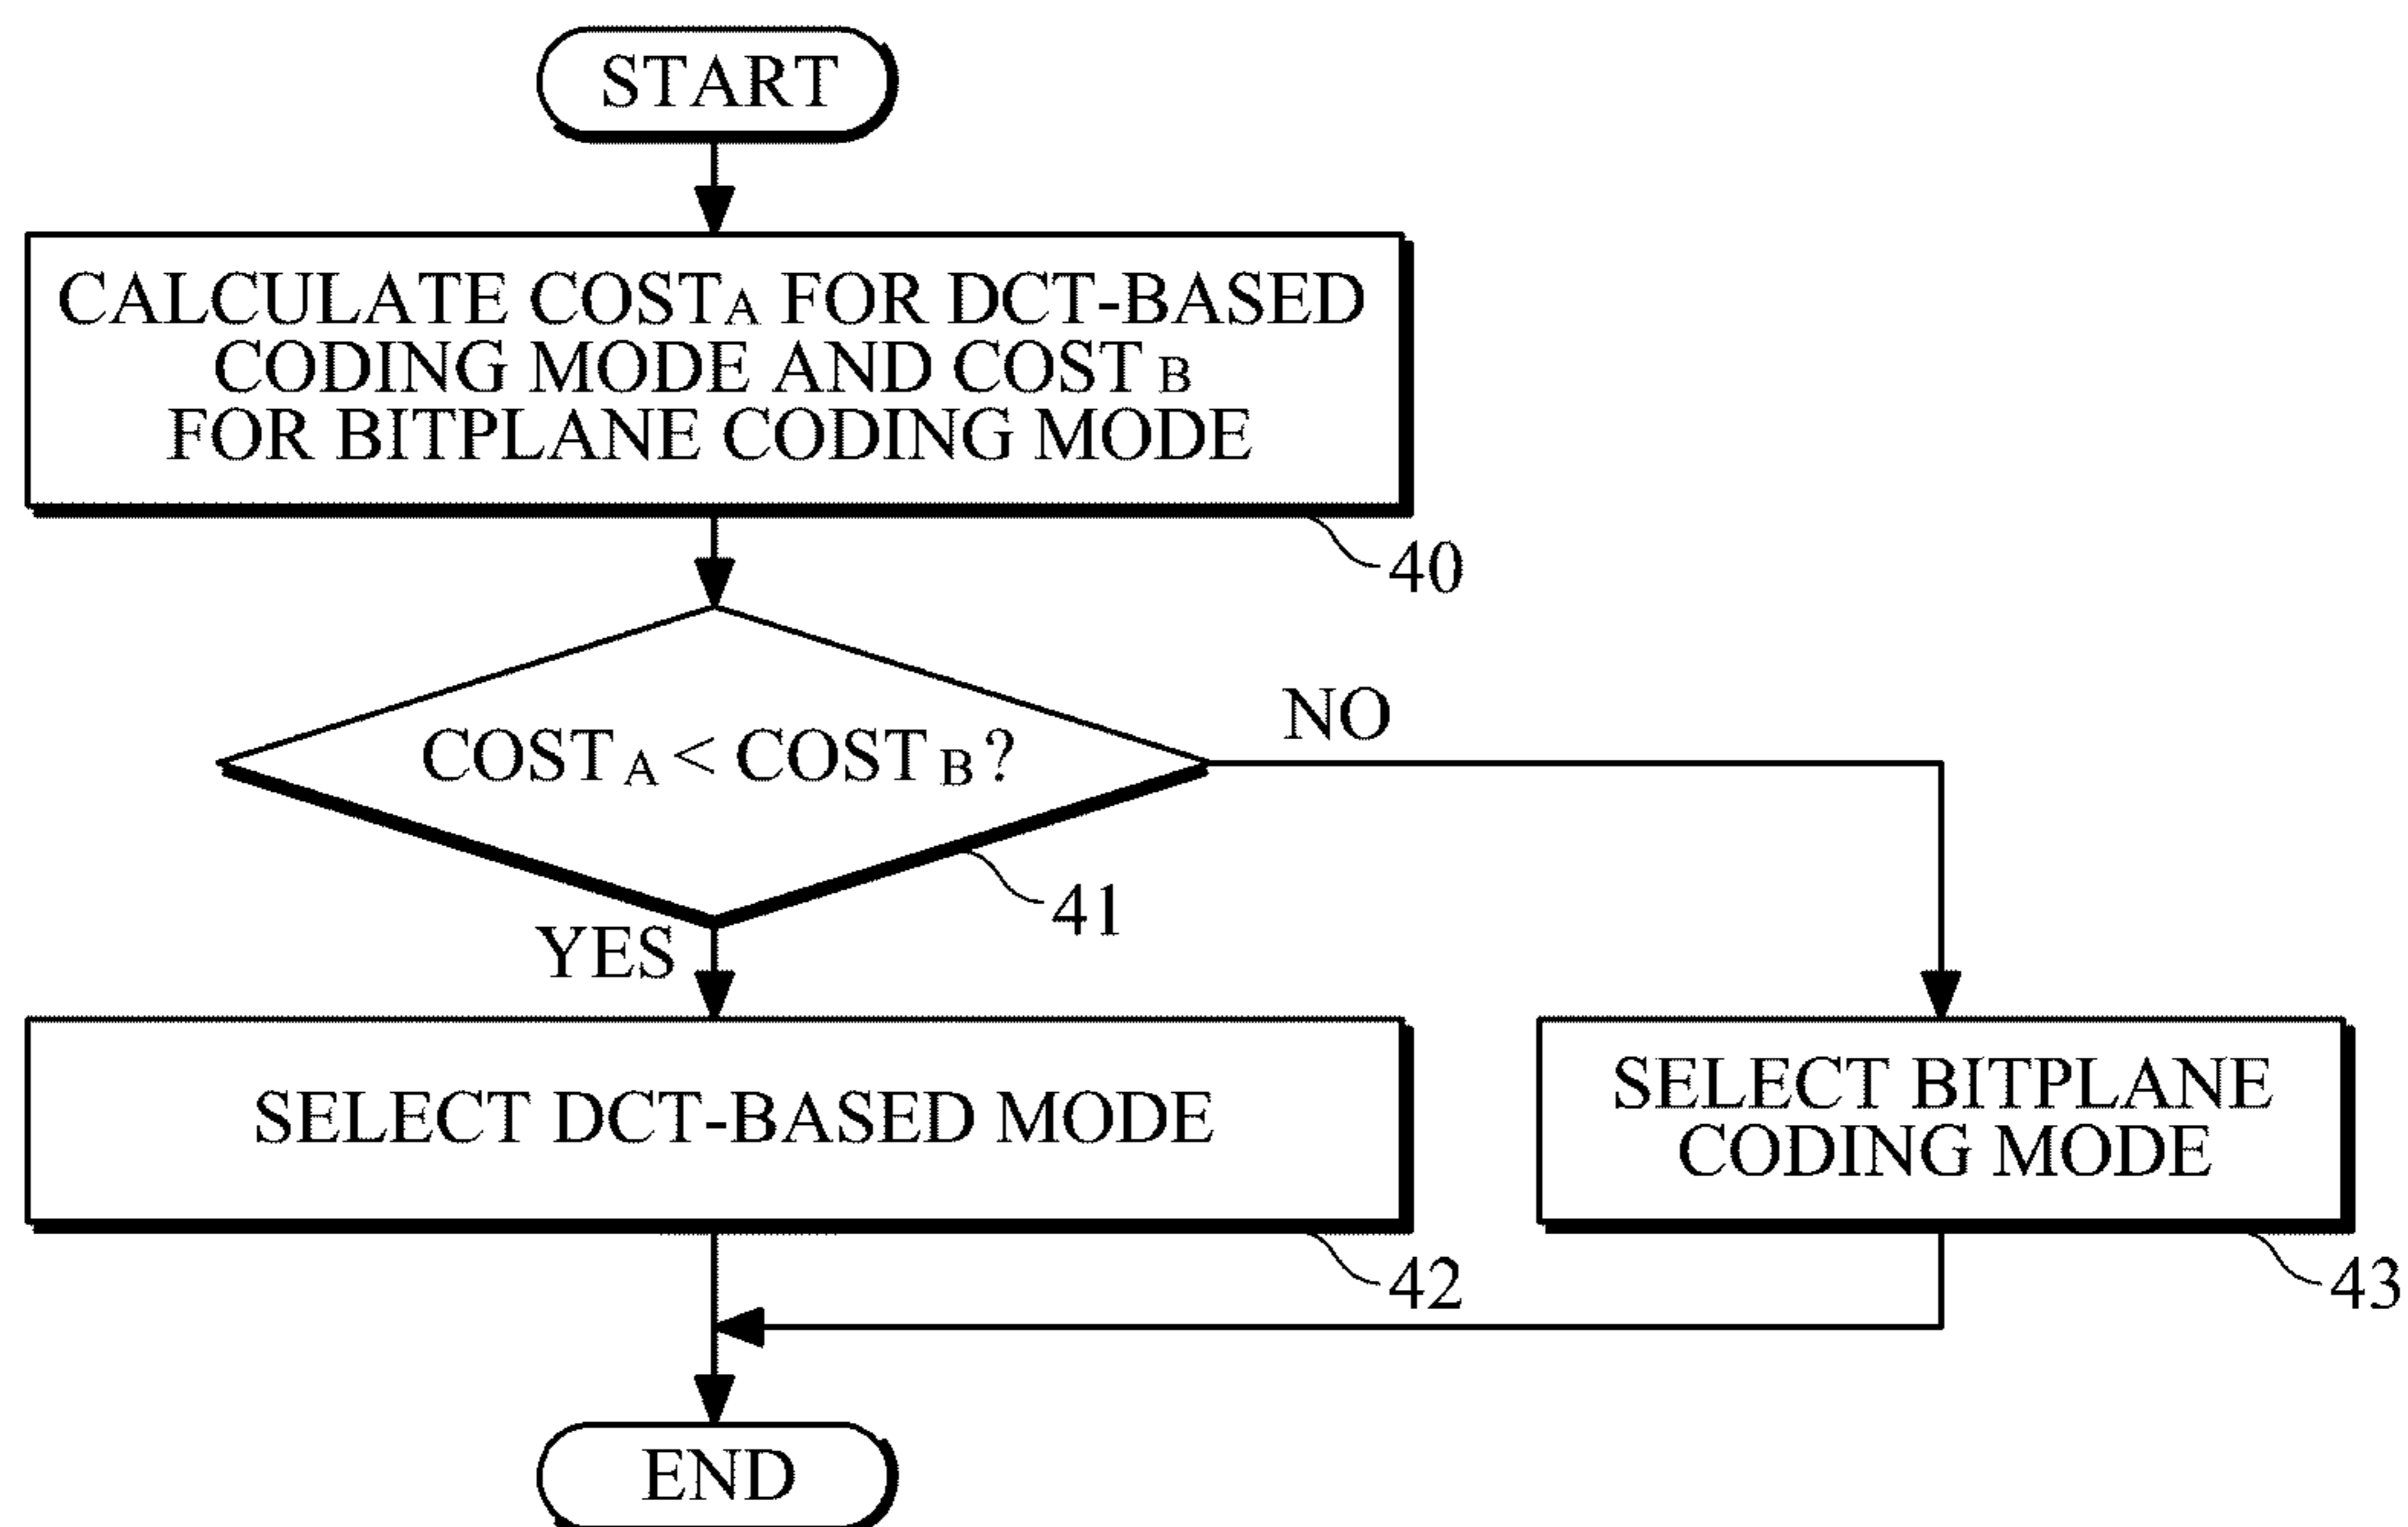 START
CALCULATE COST A FOR DCT-BASED
CODING MODE AND COST B
FOR BITPLANE CODING MODE
40
COST A < COST B ?
NO
41
YES
SELECT DCT-BASED MODE
42
SELECT BITPLANE
CODING MODE
43
END